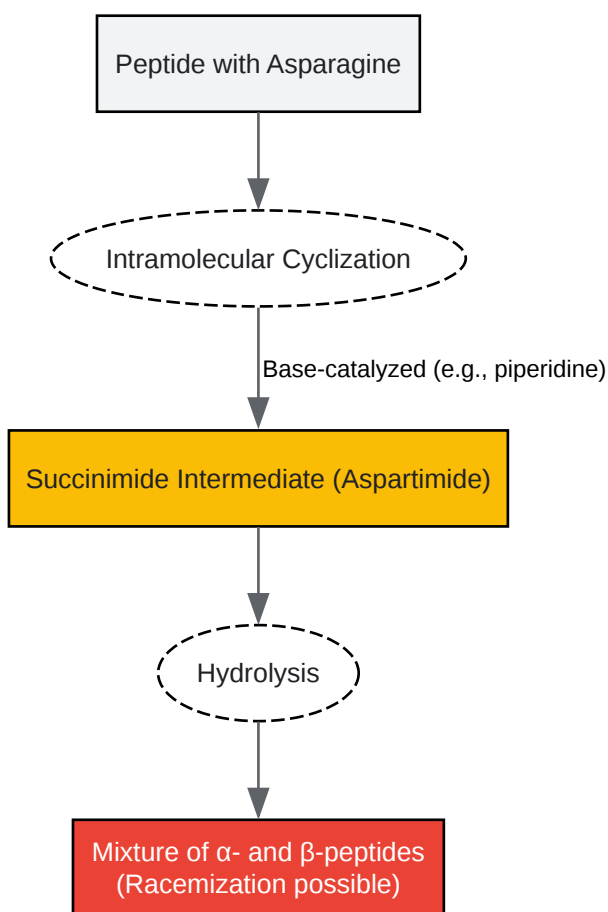 Peptide with Asparagine
Intramolecular Cyclization
Base-catalyzed (e.g., piperidine)
Succinimide Intermediate (Aspartimide)
Hydrolysis
Mixture of α- and β-peptides
(Racemization possible)